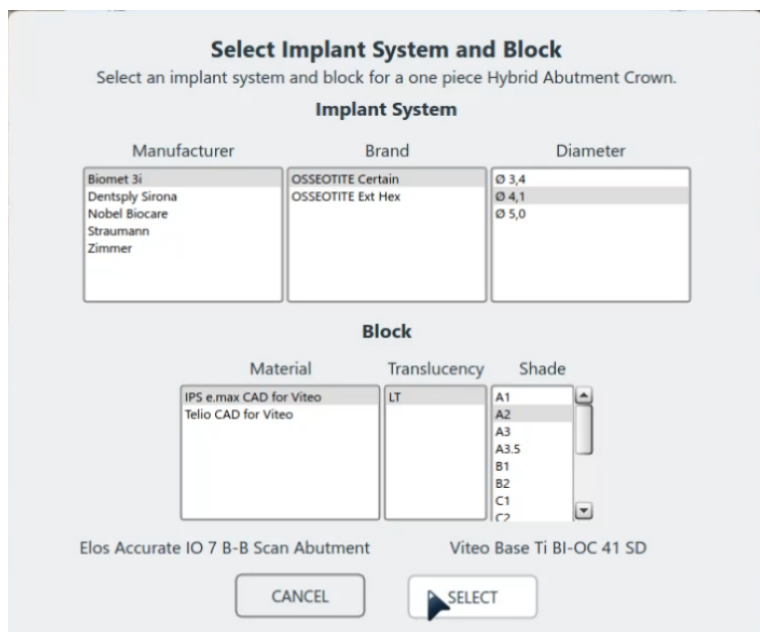 Select Implant System and Block
Select an implant system and block for a one piece Hybrid Abutment Crown.
Implant System
Manufacturer
Brand
Diameter
Biomet 3i
Dentsply Sirona
Nobel Biocare
Straumann
Zimmer
OSSEOTITE Certain
OSSEOTITE Ext Hex
Ø 3,4
Ø 4,1
Ø 5,0
Block
Material
Translucency
Shade
IPS e.max CAD for Viteo
Telio CAD for Viteo
LT
A1
A2
A3
A3.5
B1
B2
C1
C2
Elos Accurate IO 7 B-B Scan Abutment
Viteo Base Ti BI-OC 41 SD
CANCEL
SELECT